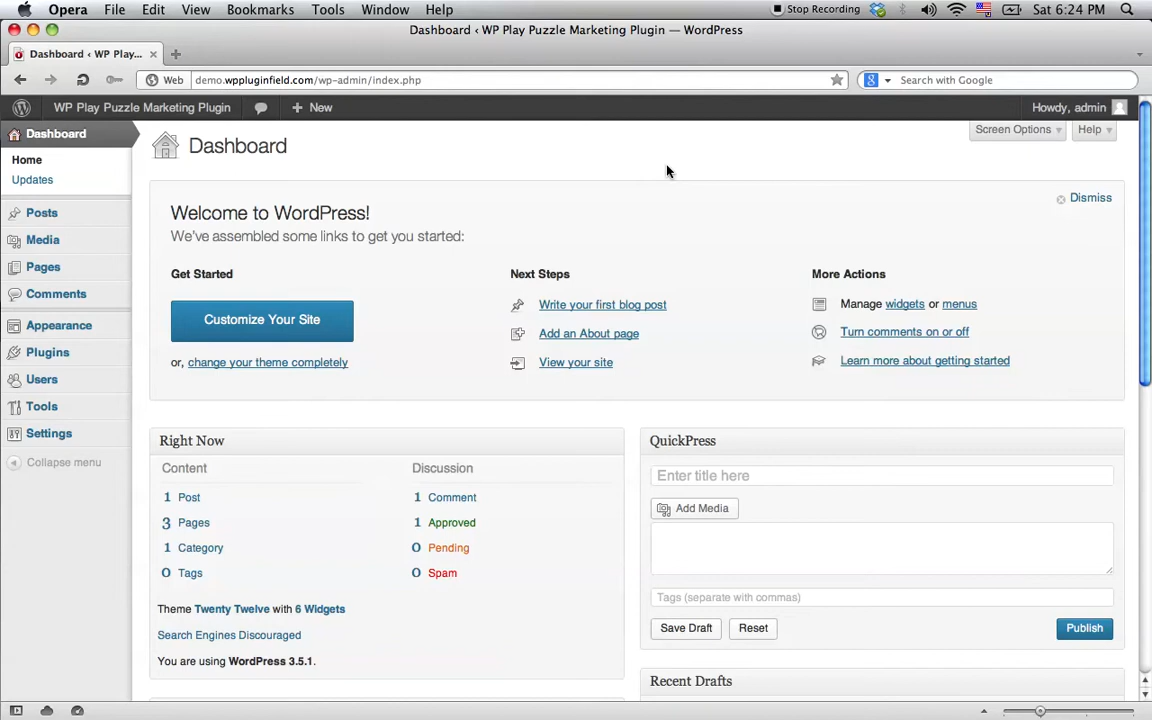 Opera File Edit View Bookmarks Tools Window Help Stop Recording Sat 6:24 PM
Dashboard ‹ WP Play Puzzle Marketing Plugin — WordPress
Dashboard ‹ WP Play...
Web demo.wppluginfield.com/wp-admin/index.php Search with Google
WP Play Puzzle Marketing Plugin New Howdy, admin
Dashboard
Home
Updates
Posts
Media
Pages
Comments
Appearance
Plugins
Users
Tools
Settings
Collapse menu
Screen Options Help
Dashboard
Dismiss
Welcome to WordPress!
We've assembled some links to get you started:
Get Started
Customize Your Site
or, change your theme completely
Next Steps
Write your first blog post
Add an About page
View your site
More Actions
Manage widgets or menus
Turn comments on or off
Learn more about getting started
Right Now
Content
1 Post
3 Pages
1 Category
0 Tags
Discussion
1 Comment
1 Approved
0 Pending
0 Spam
Theme Twenty Twelve with 6 Widgets
Search Engines Discouraged
You are using WordPress 3.5.1.
QuickPress
Enter title here
Add Media
Tags (separate with commas)
Save Draft Reset Publish
Recent Drafts